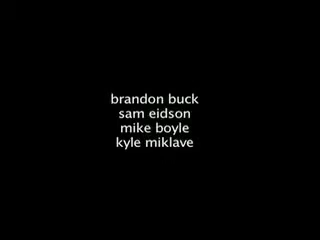 brandon buck
sam eidson
mike boyle
kyle miklave